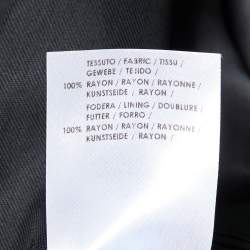 TESSUTO / FABRIC / TISSU /
GEWEBE / TEJIDO /
100% RAYON / RAYON / RAYONNE /
KUNSTSEIDE / RAYON /
FODERA / LINING / DOUBLURE /
FUTTER / FORRO /
100% RAYON / RAYON / RAYONNE /
KUNSTSEIDE / RAYON /